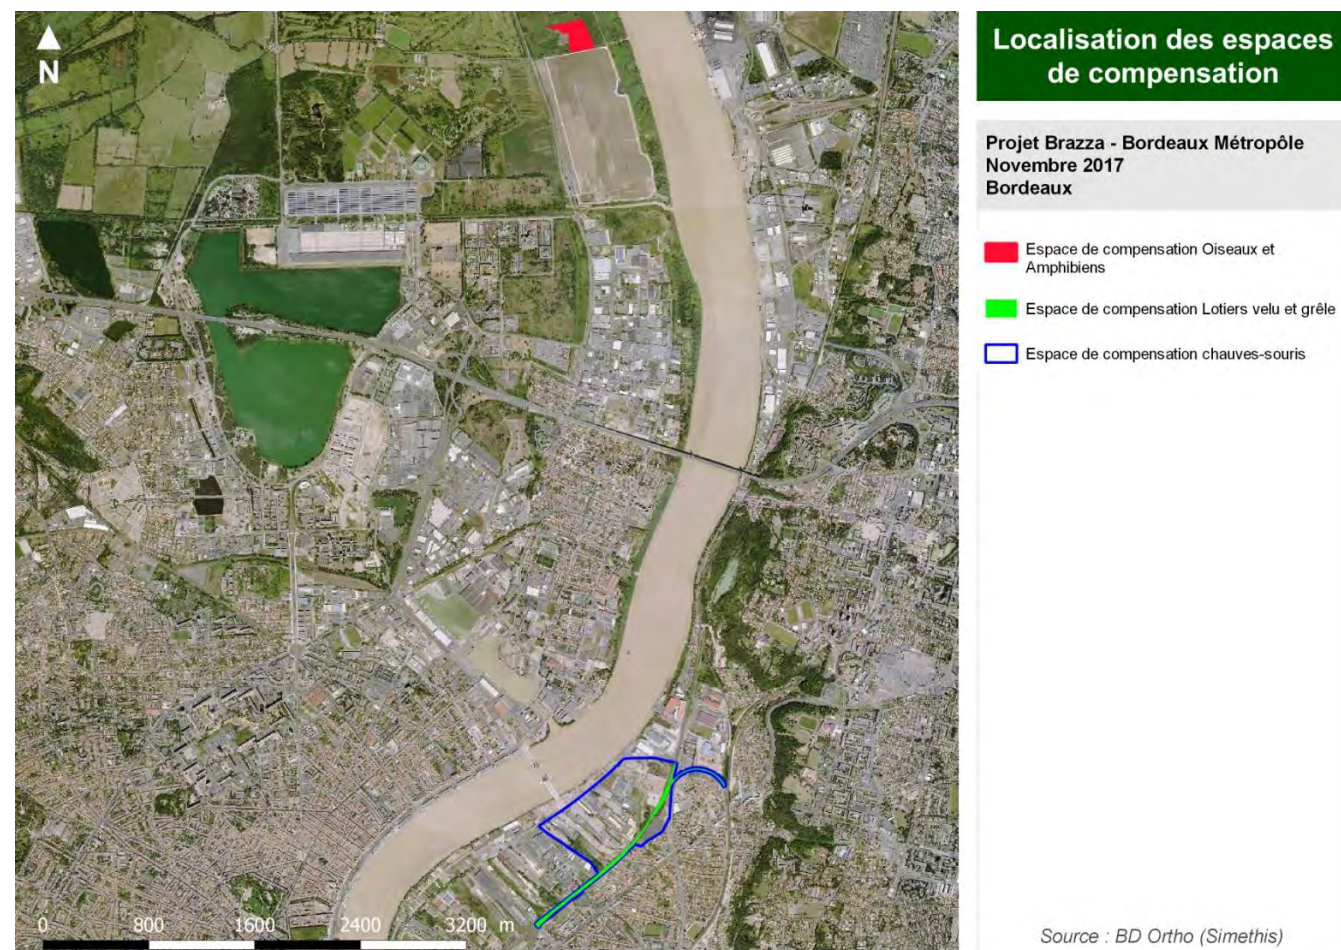 N
Localisation des espaces
de compensation
Projet Brazza - Bordeaux Métropôle
Novembre 2017
Bordeaux
Espace de compensation Oiseaux et
Amphibiens
Espace de compensation Lotiers velu et grêle
Espace de compensation chauves-souris
0 800 1600 2400 3200 m
Source : BD Ortho (Simethis)